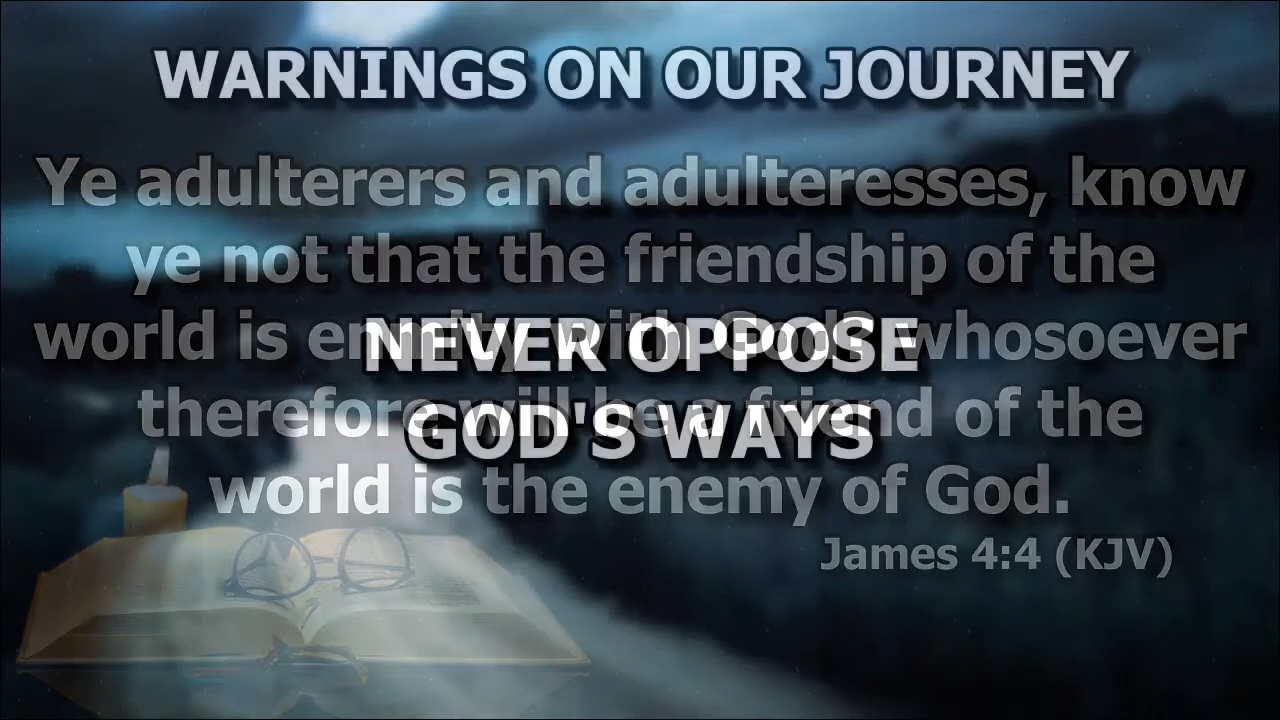 WARNINGS ON OUR JOURNEY
Ye adulterers and adulteresses, know
ye not that the friendship of the
world is enmity with God? whosoever
NEVER OPPOSE
therefore will be a friend of the
GOD'S WAYS
world is the enemy of God.
James 4:4 (KJV)